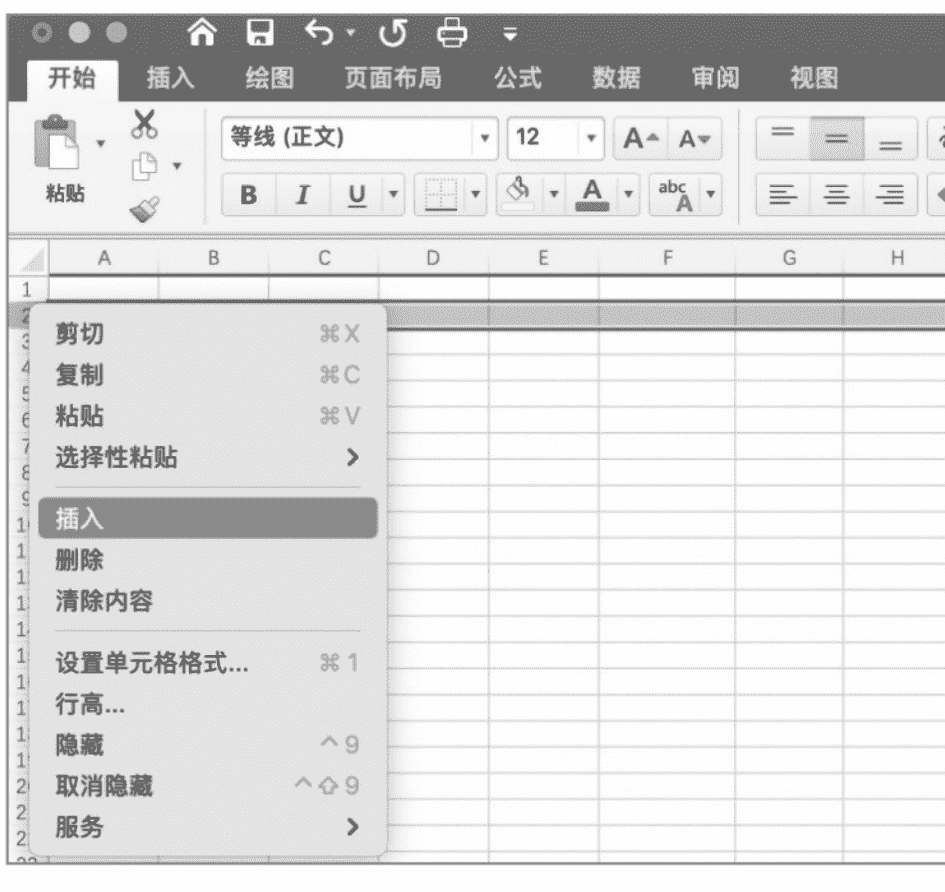 开始 插入 绘图 页面布局 公式 数据 审阅 视图
粘贴
等线 (正文) 12 A A
B I U A abc A
A B C D E F G H
1
剪切 ⌘X
复制 ⌘C
粘贴 ⌘V
选择性粘贴
插入
删除
清除内容
设置单元格格式... ⌘1
行高...
隐藏 ^9
取消隐藏 ^⇧9
服务